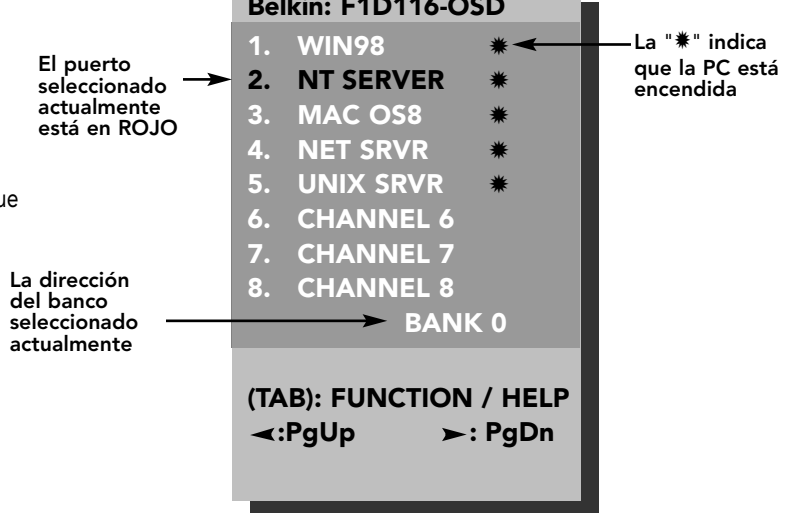 Belkin: F1D116-OSD
1. WIN98 ✹
2. NT SERVER ✹
3. MAC OS8 ✹
4. NET SRVR ✹
5. UNIX SRVR ✹
6. CHANNEL 6
7. CHANNEL 7
8. CHANNEL 8
BANK 0
(TAB): FUNCTION / HELP
◄:PgUp ►: PgDn
El puerto
seleccionado
actualmente
está en ROJO
La dirección
del banco
seleccionado
actualmente
La "✹" indica
que la PC está
encendida